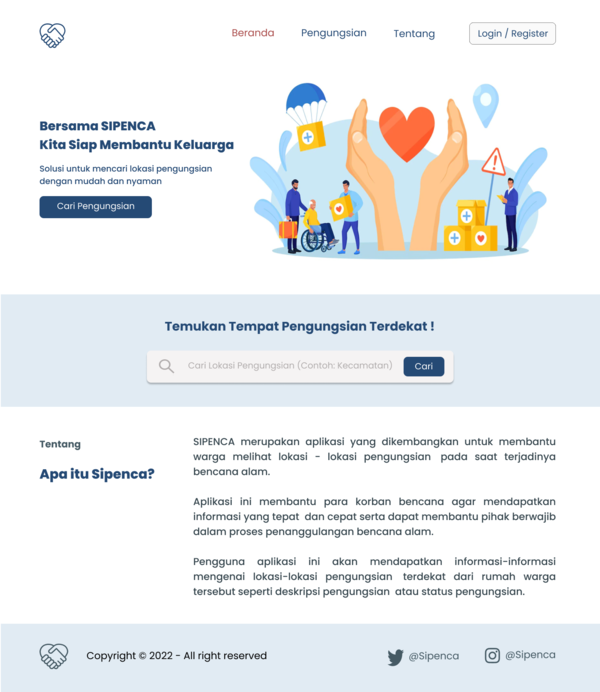 Beranda
Pengungsian
Tentang
Login / Register
Bersama SIPENCA
Kita Siap Membantu Keluarga
Solusi untuk mencari lokasi pengungsian
dengan mudah dan nyaman
Cari Pengungsian
Temukan Tempat Pengungsian Terdekat !
Cari Lokasi Pengungsian (Contoh: Kecamatan)
Cari
Tentang
Apa itu Sipenca?
SIPENCA merupakan aplikasi yang dikembangkan untuk membantu
warga melihat lokasi - lokasi pengungsian pada saat terjadinya
bencana alam.
Aplikasi ini membantu para korban bencana agar mendapatkan
informasi yang tepat dan cepat serta dapat membantu pihak berwajib
dalam proses penanggulangan bencana alam.
Pengguna aplikasi ini akan mendapatkan informasi-informasi
mengenai lokasi-lokasi pengungsian terdekat dari rumah warga
tersebut seperti deskripsi pengungsian atau status pengungsian.
Copyright © 2022 - All right reserved
@Sipenca
@Sipenca